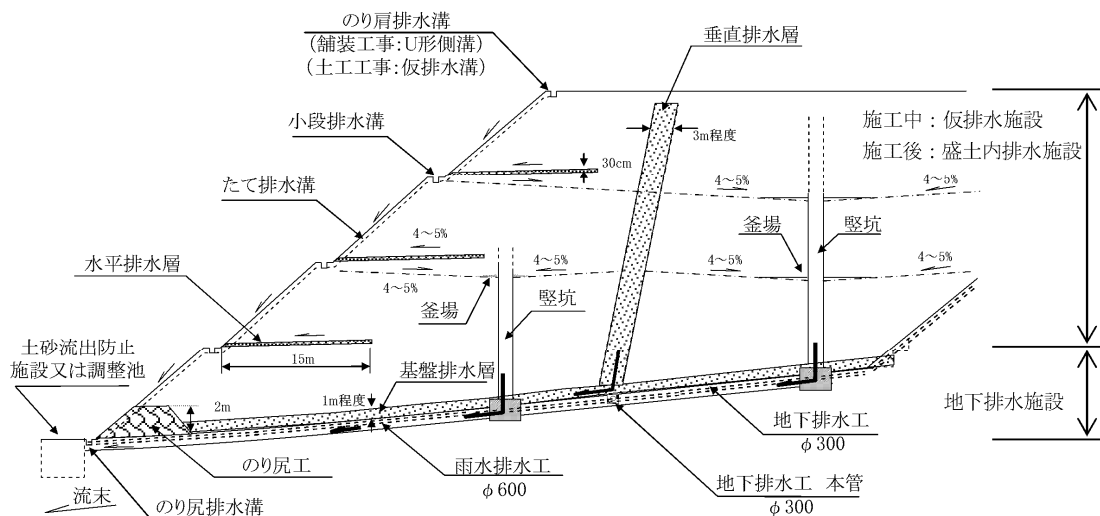 のり肩排水溝
(舗装工事:U形側溝)
(土工工事:仮排水溝)
垂直排水層
施工中：仮排水施設
施工後：盛土内排水施設
3m程度
小段排水溝
30cm
4～5%
4～5%
4～5%
たて排水溝
釜場
竪坑
4～5%
水平排水層
4～5%
4～5%
4～5%
4～5%
釜場
竪坑
土砂流出防止
施設又は調整池
15m
基盤排水層
1m程度
2m
地下排水施設
地下排水工
φ300
のり尻工
雨水排水工
φ600
地下排水工 本管
φ300
流末
のり尻排水溝